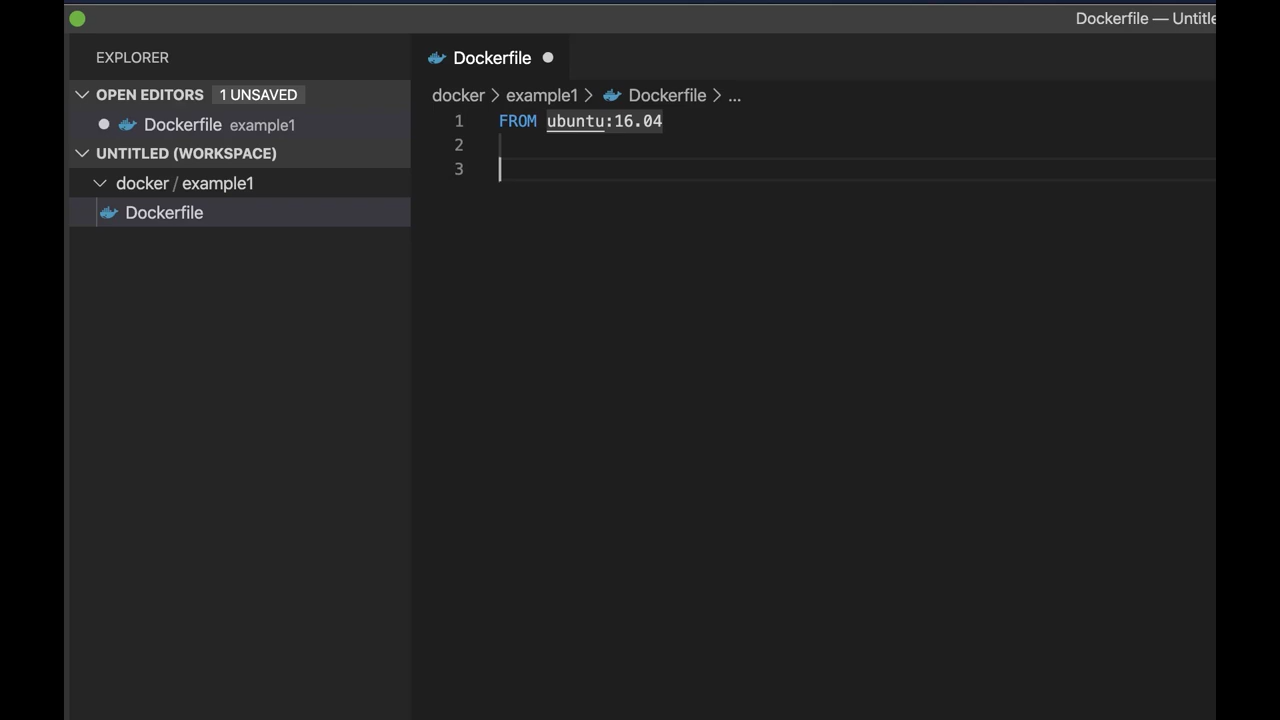 Dockerfile — Untitle
EXPLORER
OPEN EDITORS 1 UNSAVED
Dockerfile example1
UNTITLED (WORKSPACE)
docker / example1
Dockerfile
Dockerfile
docker > example1 > Dockerfile > ...
1 FROM ubuntu:16.04
2
3